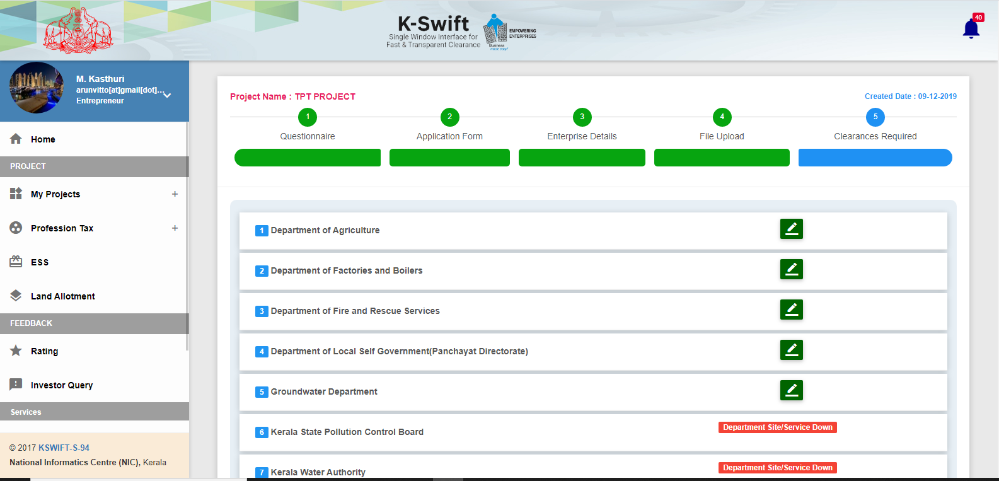 K-Swift
Single Window Interface for
Fast & Transparent Clearance
EMPOWERING
ENTERPRISES
Business
made easy!
40
M. Kasthuri
arunvitto[at]gmail[dot]...
Entrepreneur
Home
PROJECT
My Projects +
Profession Tax +
ESS
Land Allotment
FEEDBACK
Rating
Investor Query
Services
© 2017 KSWIFT-S-94
National Informatics Centre (NIC), Kerala
Project Name : TPT PROJECT
Created Date : 09-12-2019
1 2 3 4 5
Questionnaire Application Form Enterprise Details File Upload Clearances Required
1 Department of Agriculture
2 Department of Factories and Boilers
3 Department of Fire and Rescue Services
4 Department of Local Self Government(Panchayat Directorate)
5 Groundwater Department
6 Kerala State Pollution Control Board Department Site/Service Down
7 Kerala Water Authority Department Site/Service Down